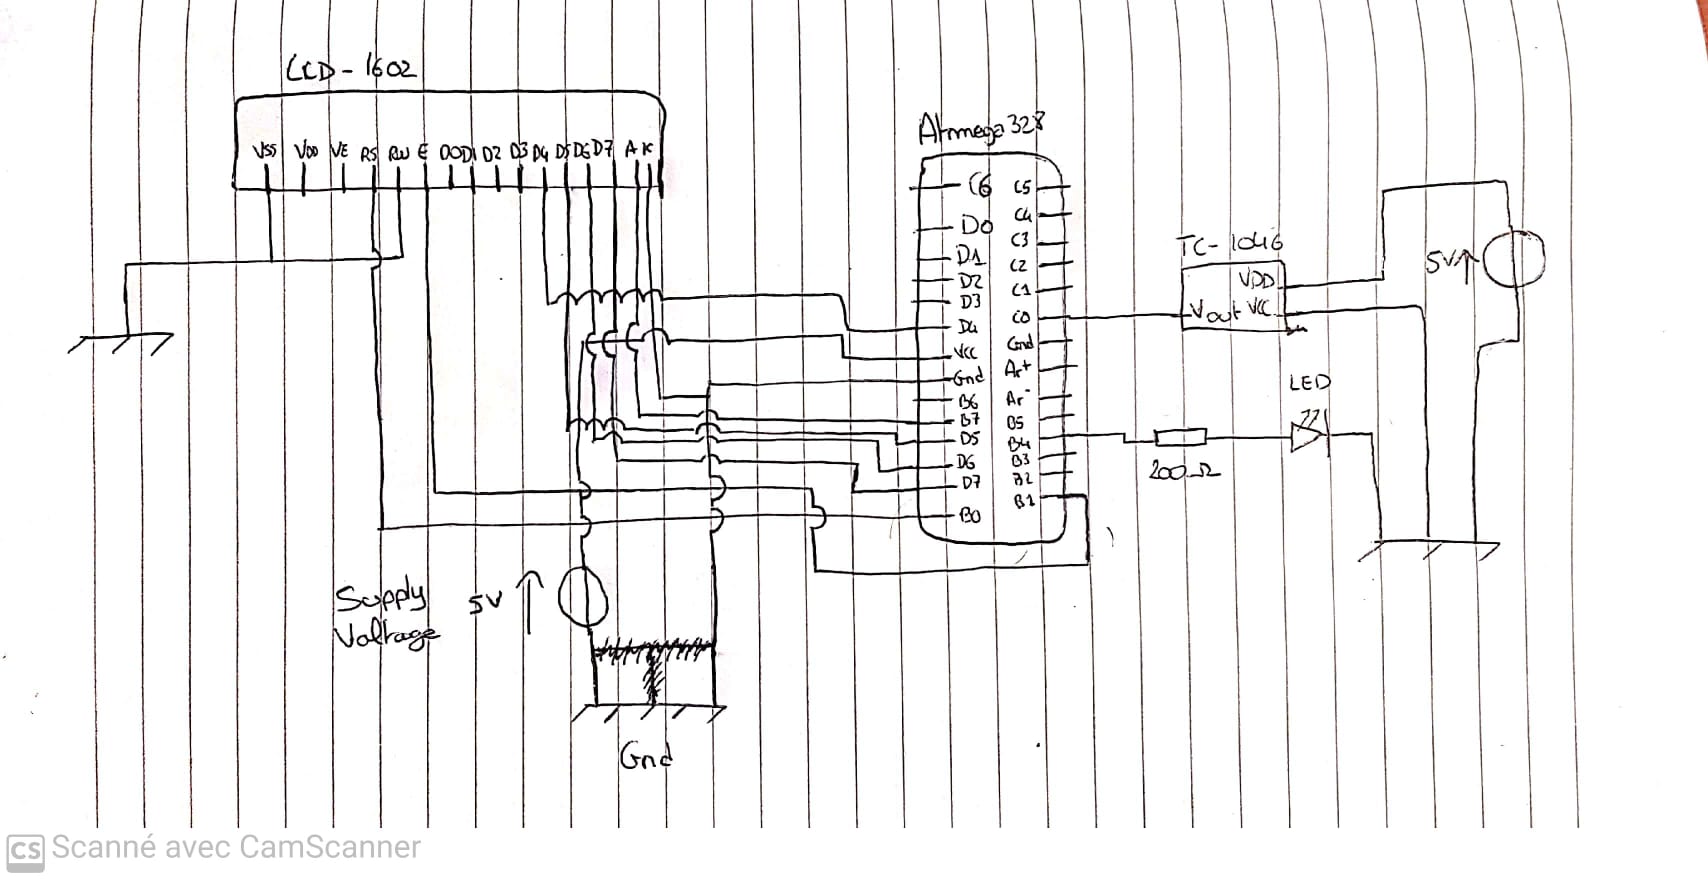 LCD-1602
VSS VDD VE RS RW E D0 D1 D2 D3 D4 D5 D6 D7 A K
Atmega328
C6 C5
D0 C4
D1 C3
D2 C2
D3 C1
D4 C0
VCC Gnd
Gnd Ar+
B6 Ar-
B7 B5
D5 B4
D6 B3
D7 B2
B0 B1
TC-1046
VDD
Vout VCC
5V
LED
200Ω
Supply
Voltage
5V
Gnd
CS Scanné avec CamScanner